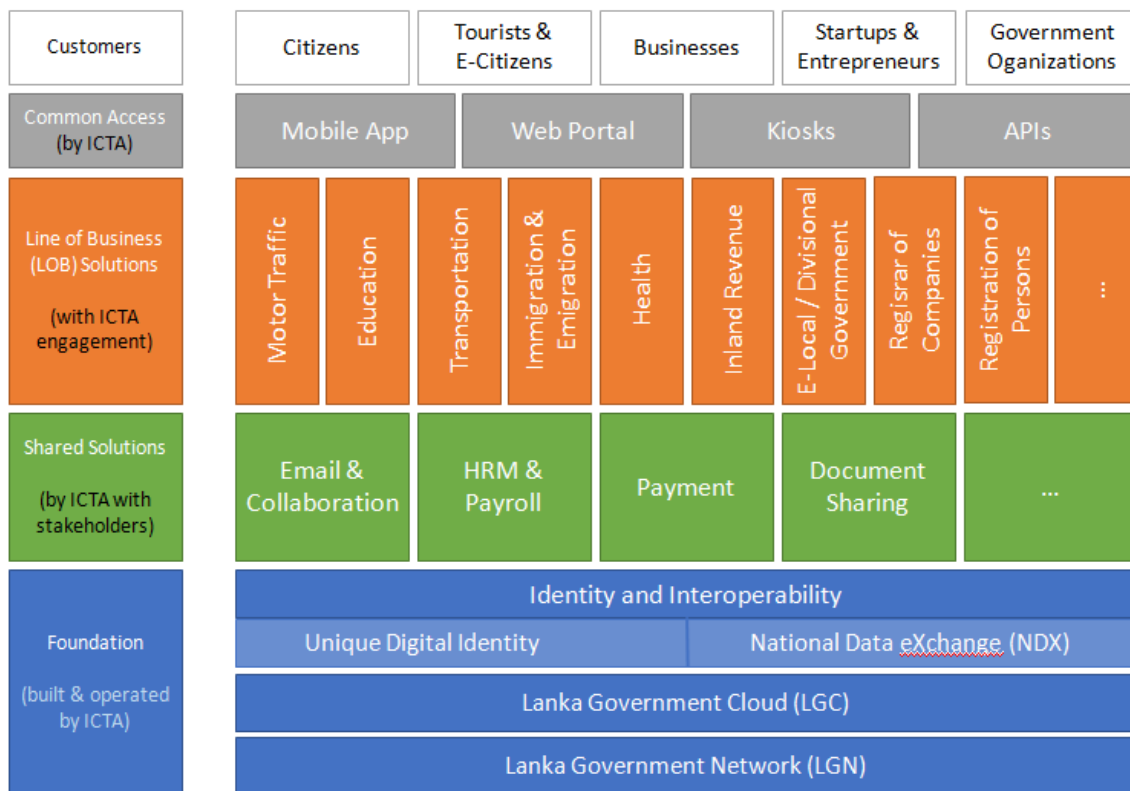 Customers
Citizens
Tourists &
E-Citizens
Businesses
Startups &
Entrepreneurs
Government
Oganizations
Common Access
(by ICTA)
Mobile App
Web Portal
Kiosks
APIs
Line of Business
(LOB) Solutions
(with ICTA
engagement)
Motor Traffic
Education
Transportation
Immigration &
Emigration
Health
Inland Revenue
E-Local / Divisional
Government
Regisrar of
Companies
Registration of
Persons
...
Shared Solutions
(by ICTA with
stakeholders)
Email &
Collaboration
HRM &
Payroll
Payment
Document
Sharing
...
Foundation
(built & operated
by ICTA)
Identity and Interoperability
Unique Digital Identity
National Data eXchange (NDX)
Lanka Government Cloud (LGC)
Lanka Government Network (LGN)